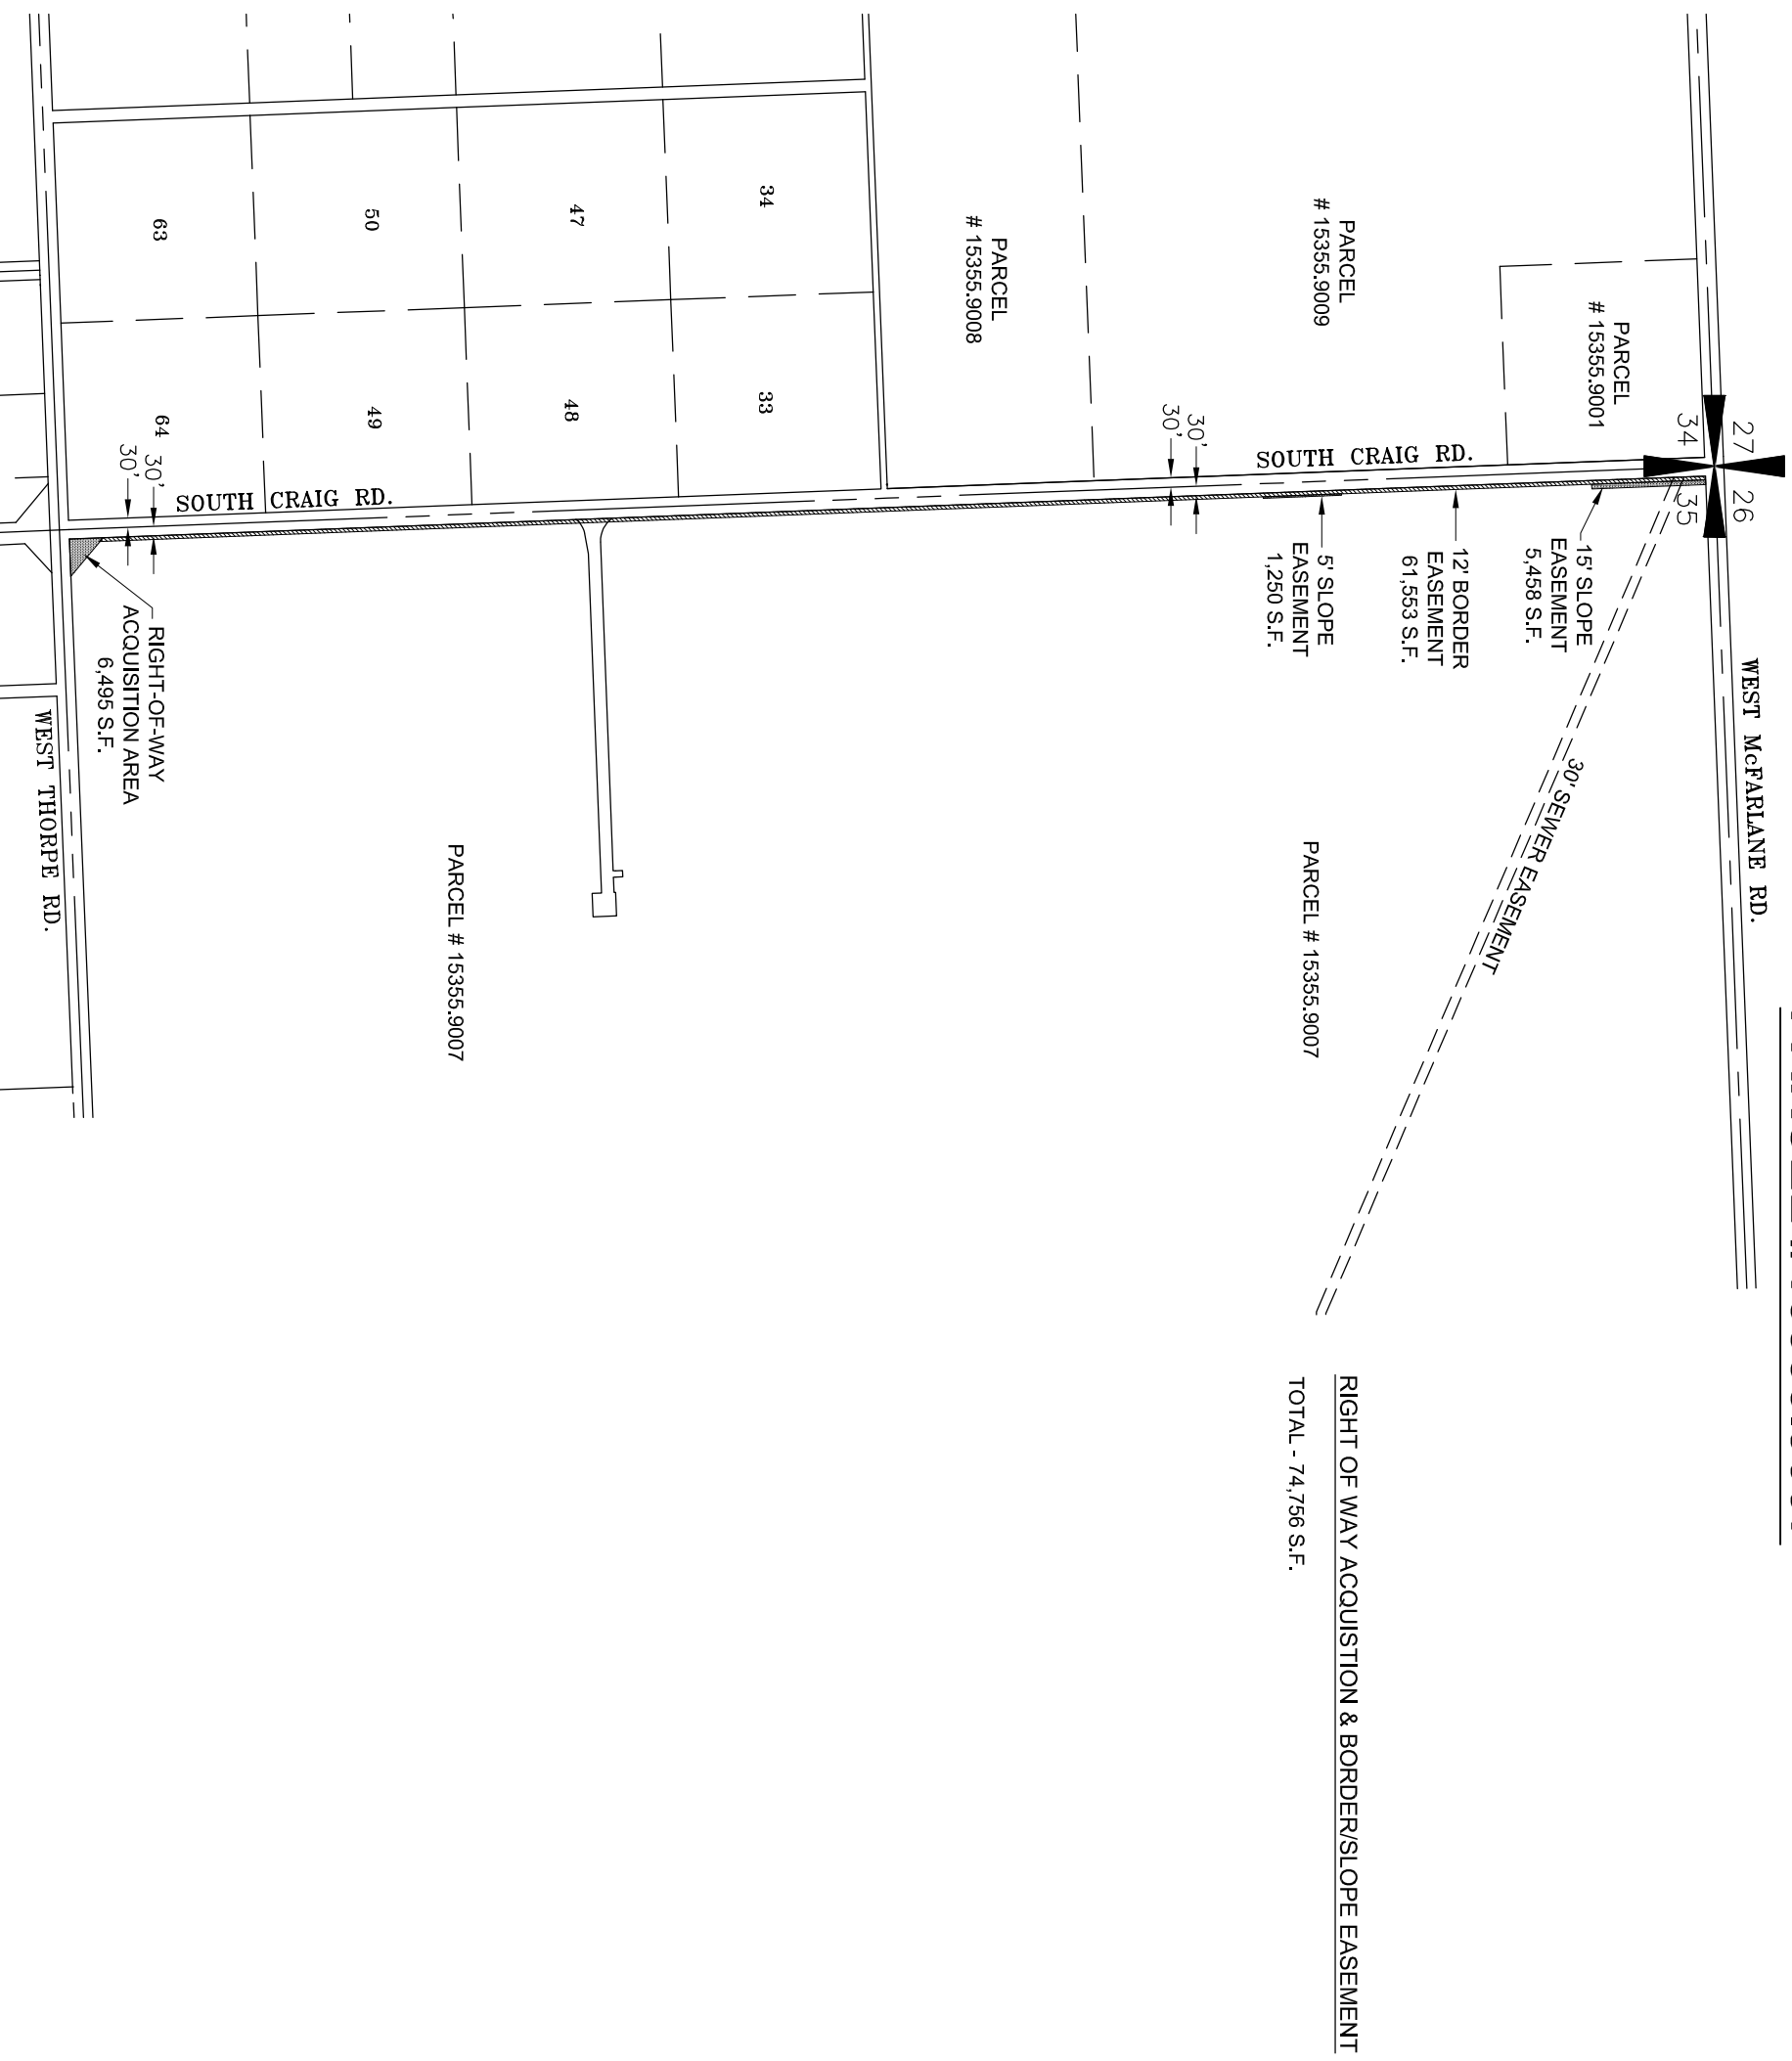 WEST McFARLANE RD.
27
26
34
35
PARCEL
# 15355.9001
15' SLOPE
EASEMENT
5,458 S.F.
30' SEWER EASEMENT
SOUTH CRAIG RD.
12' BORDER
EASEMENT
61,553 S.F.
PARCEL
# 15355.9009
5' SLOPE
EASEMENT
1,250 S.F.
PARCEL # 15355.9007
RIGHT OF WAY ACQUISTION & BORDER/SLOPE EASEMENT
TOTAL - 74,756 S.F.
30'
30'
PARCEL
# 15355.9008
34
33
47
48
50
49
PARCEL # 15355.9007
SOUTH CRAIG RD.
63
64
30'
30'
RIGHT-OF-WAY
ACQUISITION AREA
6,495 S.F.
WEST THORPE RD.